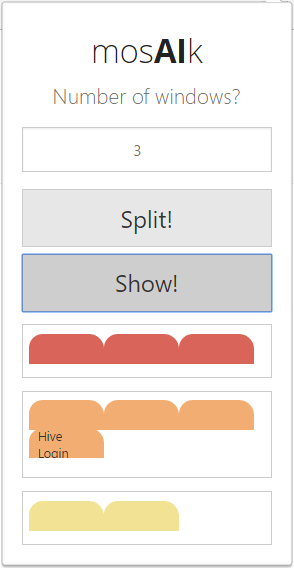 mosAIk
Number of windows?
3
Split!
Show!
Hive
Login